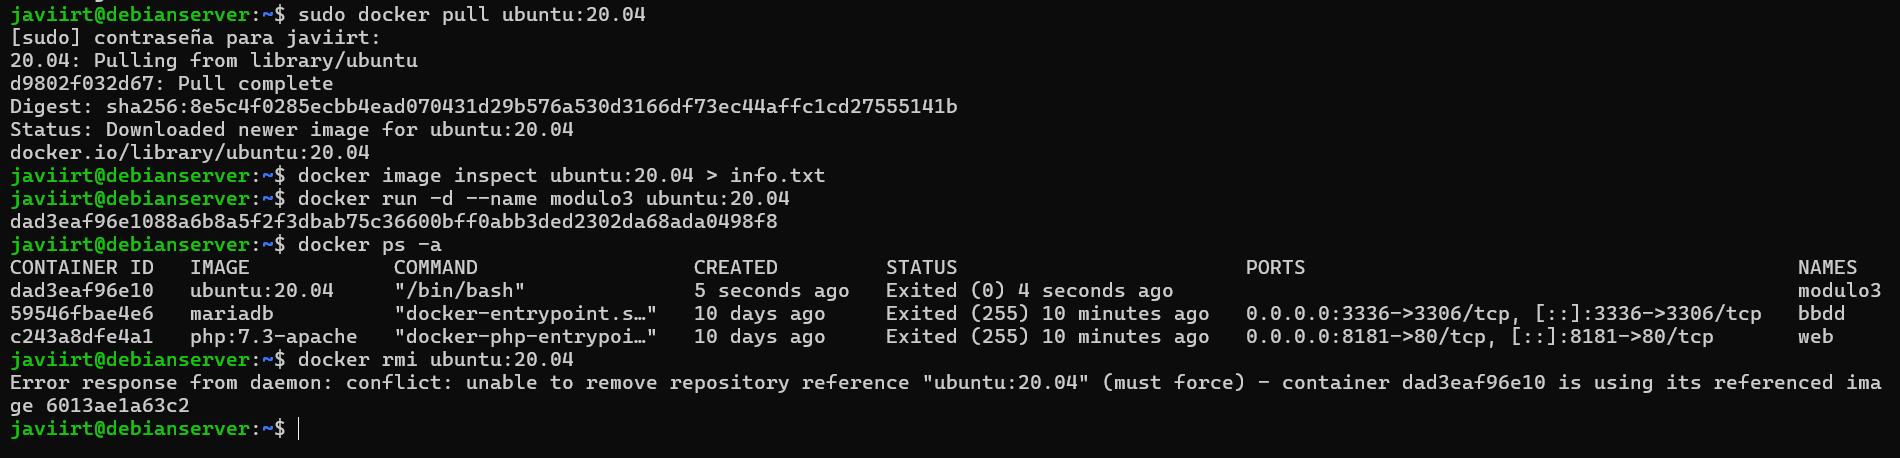 javiirt@debianserver:~$ sudo docker pull ubuntu:20.04
[sudo] contraseña para javiirt:
20.04: Pulling from library/ubuntu
d9802f032d67: Pull complete
Digest: sha256:8e5c4f0285ecbb4ead070431d29b576a530d3166df73ec44affc1cd27555141b
Status: Downloaded newer image for ubuntu:20.04
docker.io/library/ubuntu:20.04
javiirt@debianserver:~$ docker image inspect ubuntu:20.04 > info.txt
javiirt@debianserver:~$ docker run -d --name modulo3 ubuntu:20.04
dad3eaf96e1088a6b8a5f2f3dbab75c36600bff0abb3ded2302da68ada0498f8
javiirt@debianserver:~$ docker ps -a
CONTAINER ID   IMAGE            COMMAND                  CREATED         STATUS                        PORTS                                         NAMES
dad3eaf96e10   ubuntu:20.04     "/bin/bash"              5 seconds ago   Exited (0) 4 seconds ago                                                    modulo3
59546fbae4e6   mariadb          "docker-entrypoint.s…"   10 days ago     Exited (255) 10 minutes ago   0.0.0.0:3336->3306/tcp, [::]:3336->3306/tcp   bbdd
c243a8dfe4a1   php:7.3-apache   "docker-php-entrypoi…"   10 days ago     Exited (255) 10 minutes ago   0.0.0.0:8181->80/tcp, [::]:8181->80/tcp       web
javiirt@debianserver:~$ docker rmi ubuntu:20.04
Error response from daemon: conflict: unable to remove repository reference "ubuntu:20.04" (must force) - container dad3eaf96e10 is using its referenced ima
ge 6013ae1a63c2
javiirt@debianserver:~$